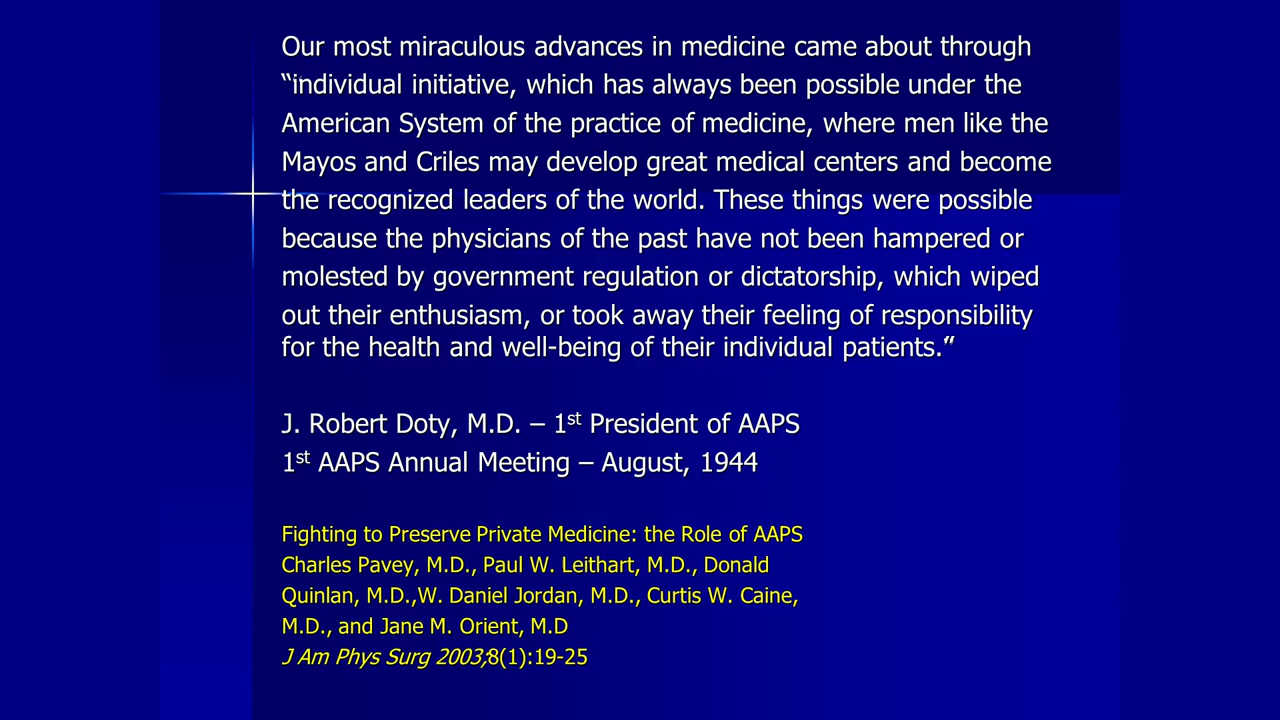 Our most miraculous advances in medicine came about through
“individual initiative, which has always been possible under the
American System of the practice of medicine, where men like the
Mayos and Criles may develop great medical centers and become
the recognized leaders of the world. These things were possible
because the physicians of the past have not been hampered or
molested by government regulation or dictatorship, which wiped
out their enthusiasm, or took away their feeling of responsibility
for the health and well-being of their individual patients.”
J. Robert Doty, M.D. – 1st President of AAPS
1st AAPS Annual Meeting – August, 1944
Fighting to Preserve Private Medicine: the Role of AAPS
Charles Pavey, M.D., Paul W. Leithart, M.D., Donald
Quinlan, M.D.,W. Daniel Jordan, M.D., Curtis W. Caine,
M.D., and Jane M. Orient, M.D
J Am Phys Surg 2003;8(1):19-25